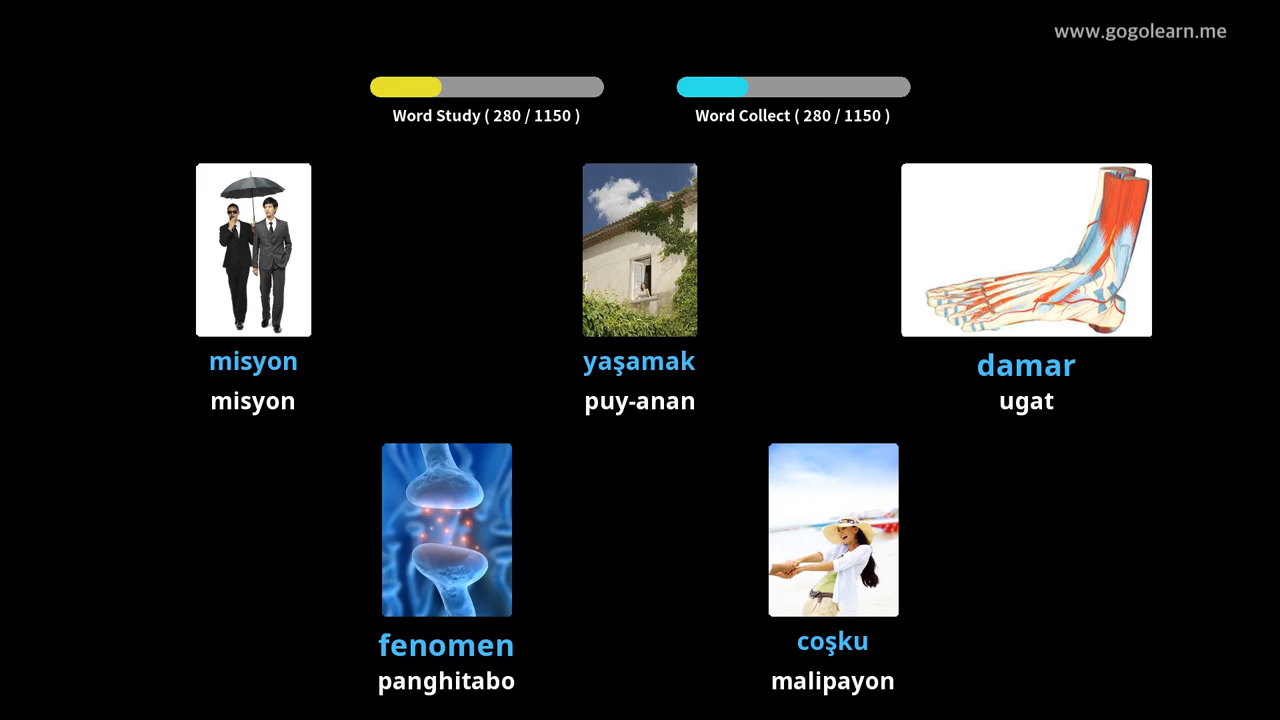 www.gogolearn.me
Word Study ( 280 / 1150 )
Word Collect ( 280 / 1150 )
misyon
misyon
yaşamak
puy-anan
damar
ugat
fenomen
panghitabo
coşku
malipayon